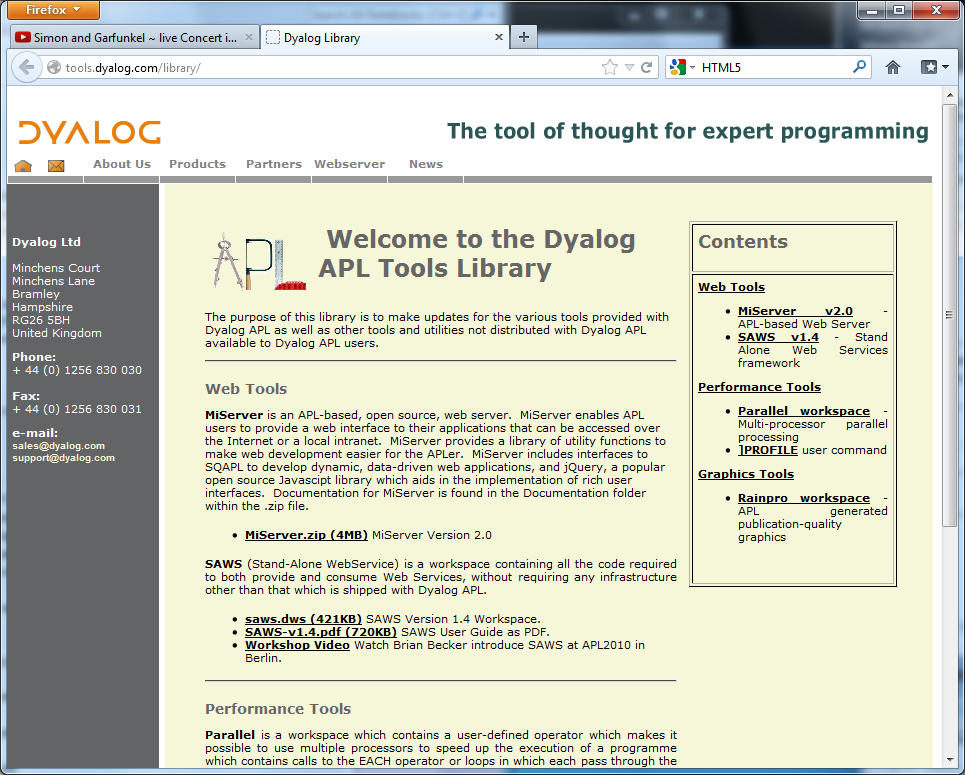 Firefox
Simon and Garfunkel ~ live Concert i...
Dyalog Library
tools.dyalog.com/library/
HTML5
DYALOG
The tool of thought for expert programming
About Us Products Partners Webserver News
Dyalog Ltd
Minchens Court
Minchens Lane
Bramley
Hampshire
RG26 5BH
United Kingdom
Phone:
+ 44 (0) 1256 830 030
Fax:
+ 44 (0) 1256 830 031
e-mail:
sales@dyalog.com
support@dyalog.com
APL
Welcome to the Dyalog
APL Tools Library
The purpose of this library is to make updates for the various tools provided with
Dyalog APL as well as other tools and utilities not distributed with Dyalog APL
available to Dyalog APL users.
Web Tools
MiServer is an APL-based, open source, web server. MiServer enables APL
users to provide a web interface to their applications that can be accessed over
the Internet or a local intranet. MiServer provides a library of utility functions to
make web development easier for the APLer. MiServer includes interfaces to
SQAPL to develop dynamic, data-driven web applications, and jQuery, a popular
open source Javascipt library which aids in the implementation of rich user
interfaces. Documentation for MiServer is found in the Documentation folder
within the .zip file.
• MiServer.zip (4MB) MiServer Version 2.0
SAWS (Stand-Alone WebService) is a workspace containing all the code required
to both provide and consume Web Services, without requiring any infrastructure
other than that which is shipped with Dyalog APL.
• saws.dws (421KB) SAWS Version 1.4 Workspace.
• SAWS-v1.4.pdf (720KB) SAWS User Guide as PDF.
• Workshop Video Watch Brian Becker introduce SAWS at APL2010 in
Berlin.
Performance Tools
Parallel is a workspace which contains a user-defined operator which makes it
possible to use multiple processors to speed up the execution of a programme
which contains calls to the EACH operator or loops in which each pass through the
Contents
Web Tools
• MiServer v2.0 -
APL-based Web Server
• SAWS v1.4 - Stand
Alone Web Services
framework
Performance Tools
• Parallel workspace -
Multi-processor parallel
processing
• ]PROFILE user command
Graphics Tools
• Rainpro workspace -
APL generated
publication-quality
graphics